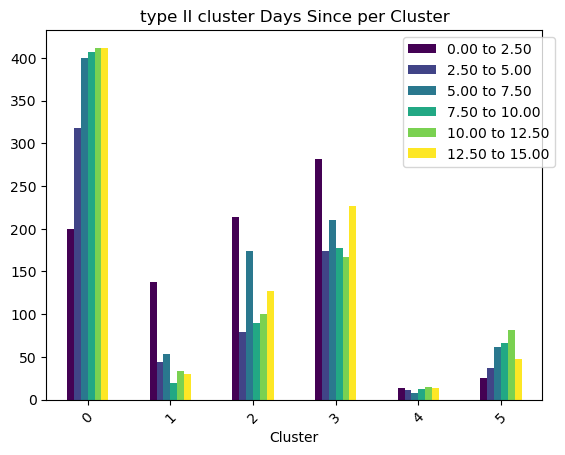 type II cluster Days Since per Cluster
0.00 to 2.50
2.50 to 5.00
5.00 to 7.50
7.50 to 10.00
10.00 to 12.50
12.50 to 15.00
400
350
300
250
200
150
100
50
0
0 1 2 3 4 5
Cluster